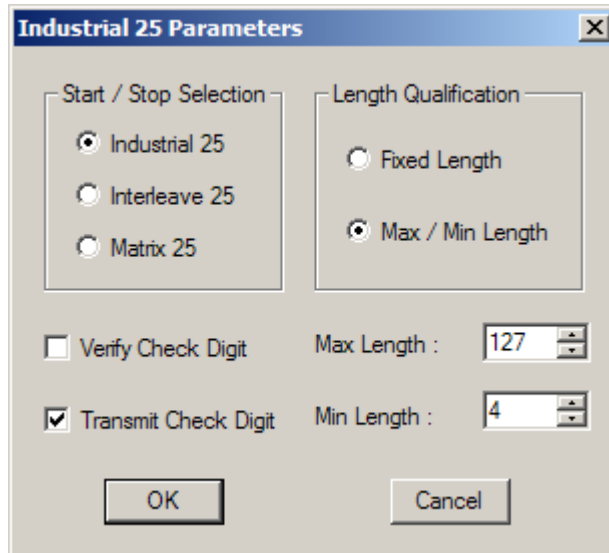 Industrial 25 Parameters
Start / Stop Selection
Industrial 25
Interleave 25
Matrix 25
Length Qualification
Fixed Length
Max / Min Length
Verify Check Digit
Transmit Check Digit
Max Length : 127
Min Length : 4
OK
Cancel